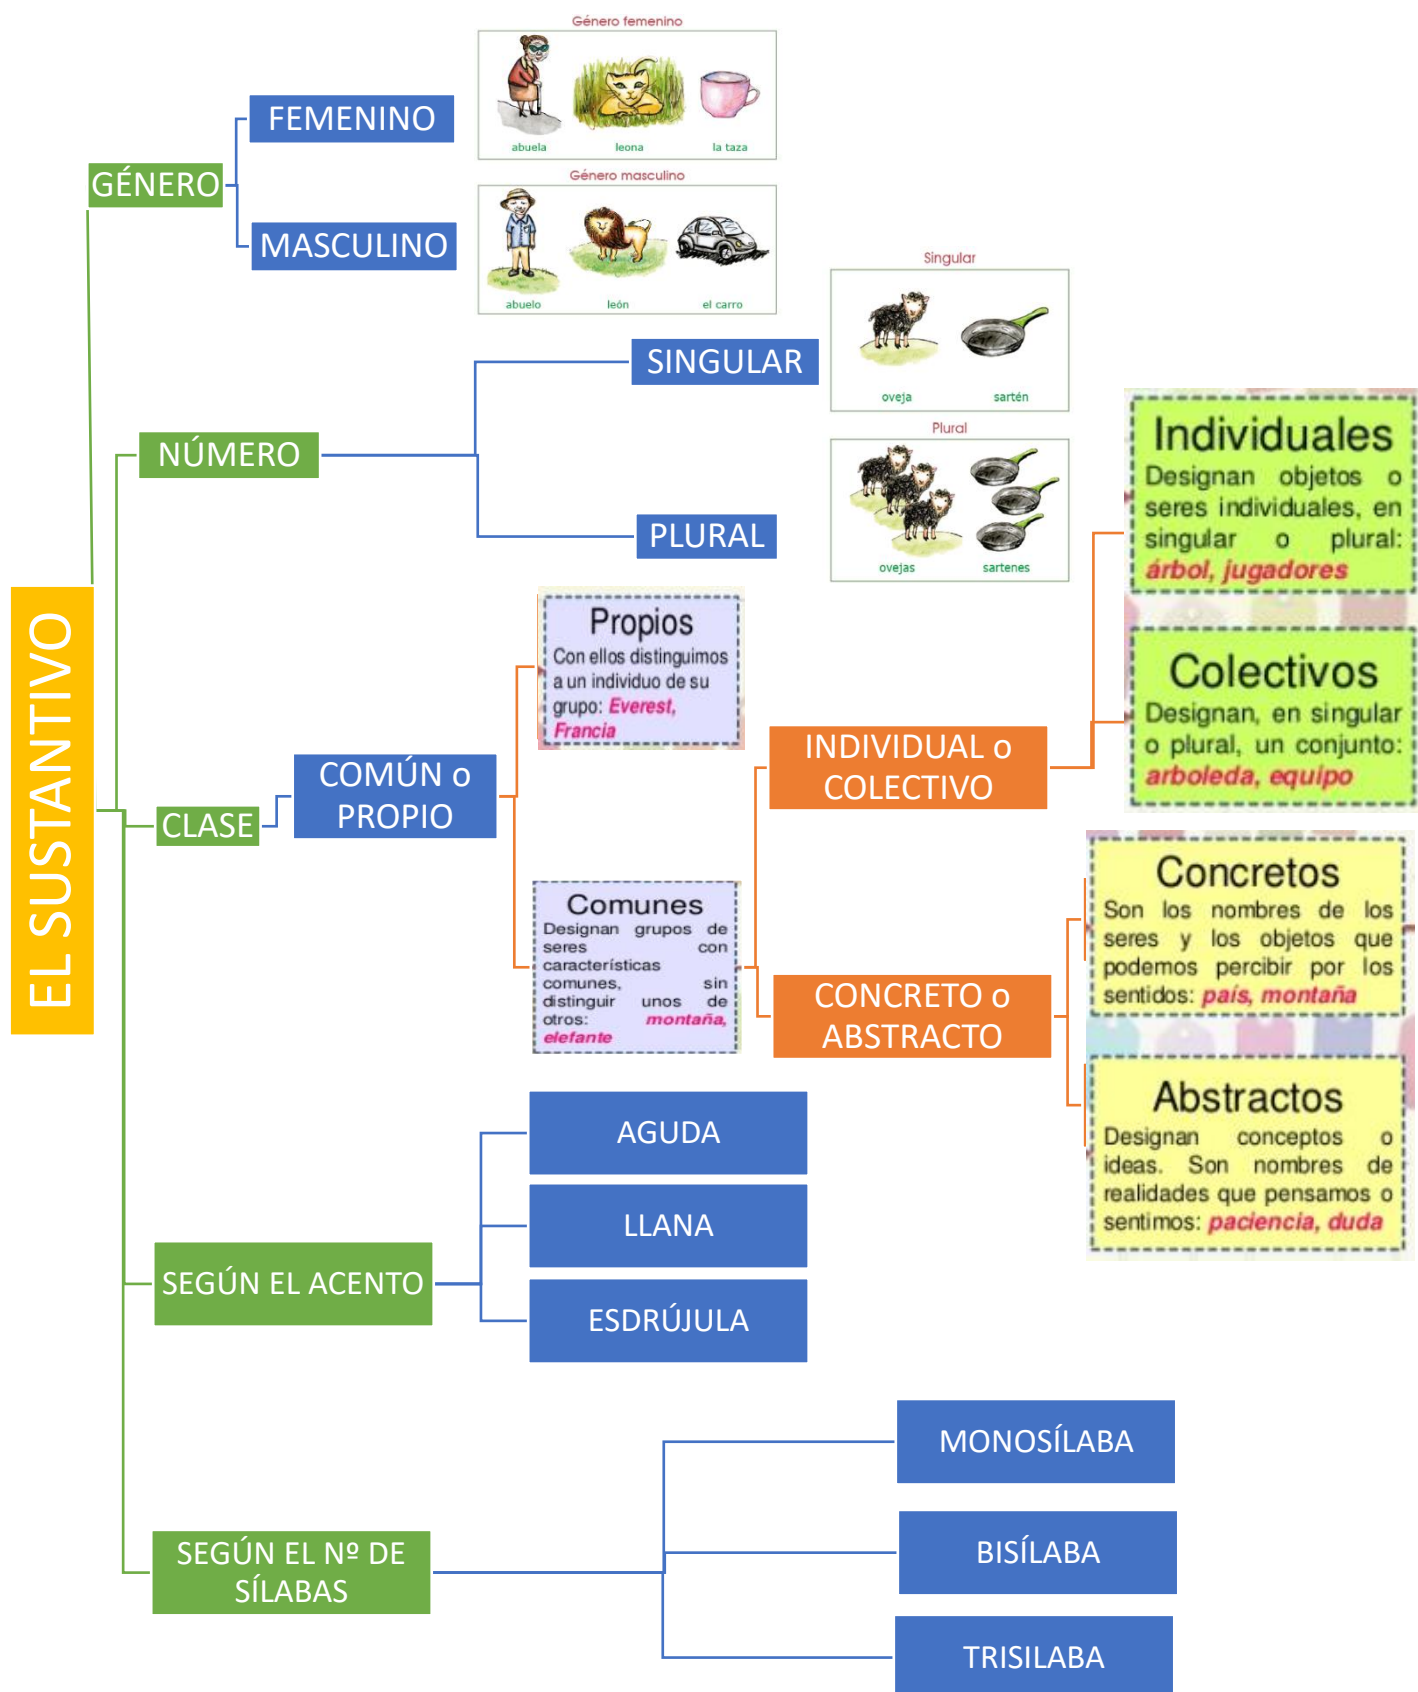 EL SUSTANTIVO
GÉNERO
FEMENINO
Género femenino
abuela leona la taza
MASCULINO
Género masculino
abuelo león el carro
NÚMERO
SINGULAR
Singular
oveja sartén
PLURAL
Plural
ovejas sartenes
CLASE
COMÚN o
PROPIO
Propios
Con ellos distinguimos
a un individuo de su
grupo: Everest,
Francia
Comunes
Designan grupos de
seres con
características
comunes, sin
distinguir unos de
otros: montaña,
elefante
INDIVIDUAL o
COLECTIVO
Individuales
Designan objetos o
seres individuales, en
singular o plural:
árbol, jugadores
Colectivos
Designan, en singular
o plural, un conjunto:
arboleda, equipo
CONCRETO o
ABSTRACTO
Concretos
Son los nombres de los
seres y los objetos que
podemos percibir por los
sentidos: país, montaña
Abstractos
Designan conceptos o
ideas. Son nombres de
realidades que pensamos o
sentimos: paciencia, duda
SEGÚN EL ACENTO
AGUDA
LLANA
ESDRÚJULA
SEGÚN EL Nº DE
SÍLABAS
MONOSÍLABA
BISÍLABA
TRISILABA